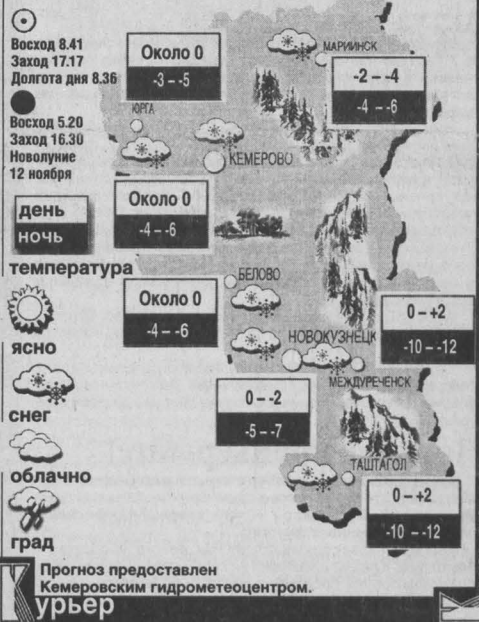 Восход 8.41
Заход 17.17
Долгота дня 8.36
Восход 5.20
Заход 16.30
Новолуние
12 ноября
день
ночь
температура
ясно
снег
облачно
град
Около 0
-3 – -5
МАРИИНСК
-2 – -4
-4 – -6
ЮРГА
КЕМЕРОВО
Около 0
-4 – -6
БЕЛОВО
Около 0
-4 – -6
НОВОКУЗНЕЦК
0 – +2
-10 – -12
МЕЖДУРЕЧЕНСК
0 – -2
-5 – -7
ТАШТАГОЛ
0 – +2
-10 – -12
Прогноз предоставлен
Кемеровским гидрометеоцентром.
Курьер